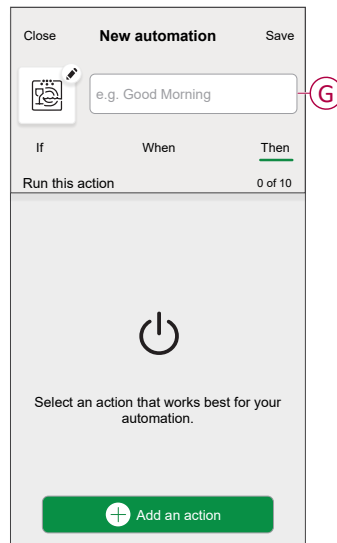 Close New automation Save
e.g. Good Morning
G
If When Then
Run this action 0 of 10
Select an action that works best for your
automation.
Add an action